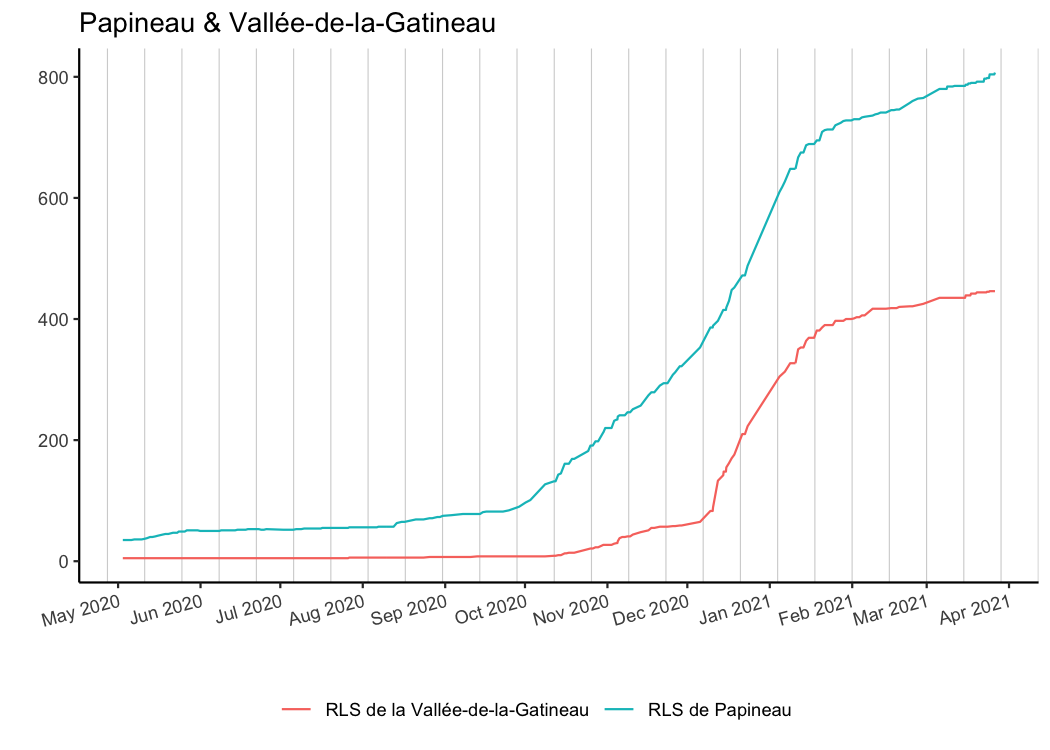 Papineau & Vallée-de-la-Gatineau
800
600
400
200
0
May 2020
Jun 2020
Jul 2020
Aug 2020
Sep 2020
Oct 2020
Nov 2020
Dec 2020
Jan 2021
Feb 2021
Mar 2021
Apr 2021
RLS de la Vallée-de-la-Gatineau
RLS de Papineau